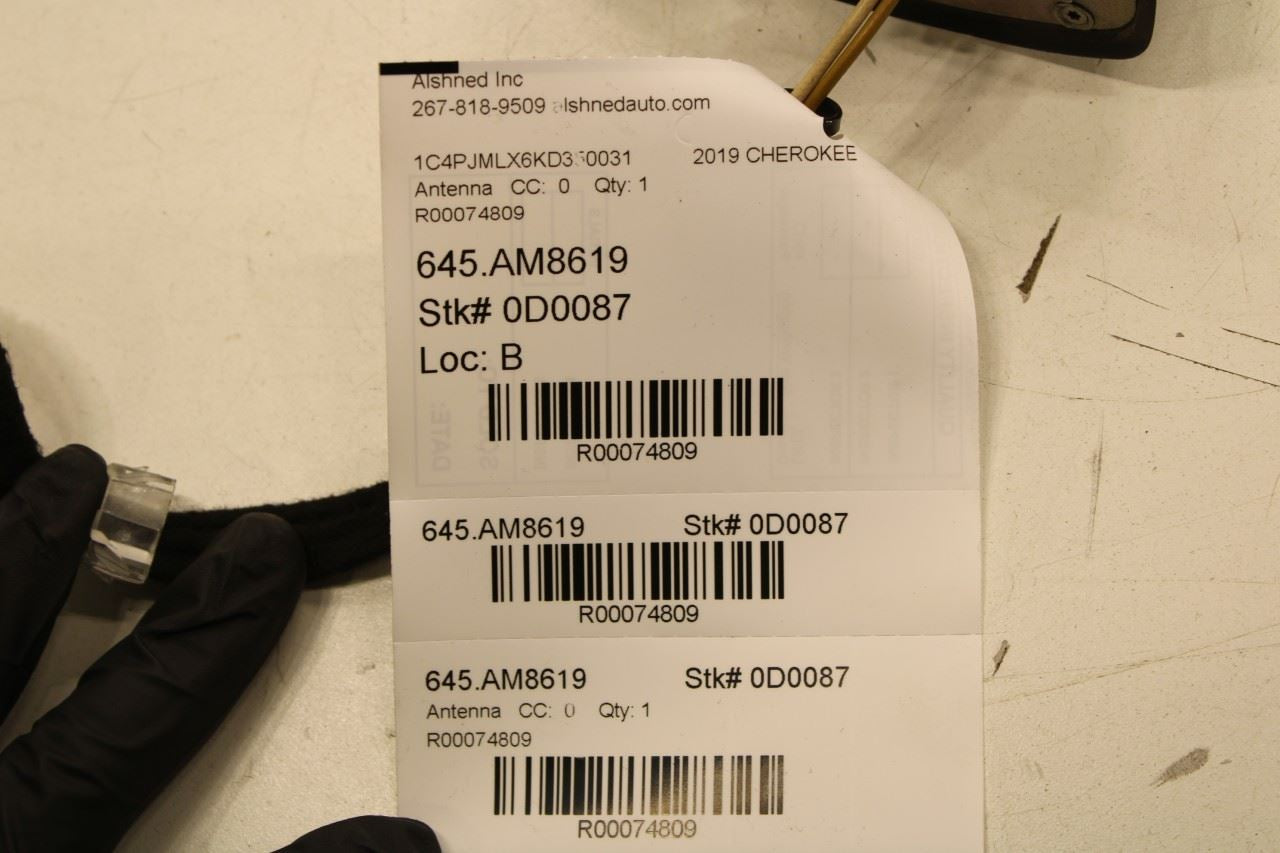 Alshned Inc
267-818-9509 alshnedauto.com
1C4PJMLX6KD350031 2019 CHEROKEE
Antenna CC: 0 Qty: 1
R00074809
645.AM8619
Stk# 0D0087
Loc: B
R00074809
645.AM8619 Stk# 0D0087
R00074809
645.AM8619 Stk# 0D0087
Antenna CC: 0 Qty: 1
R00074809
R00074809